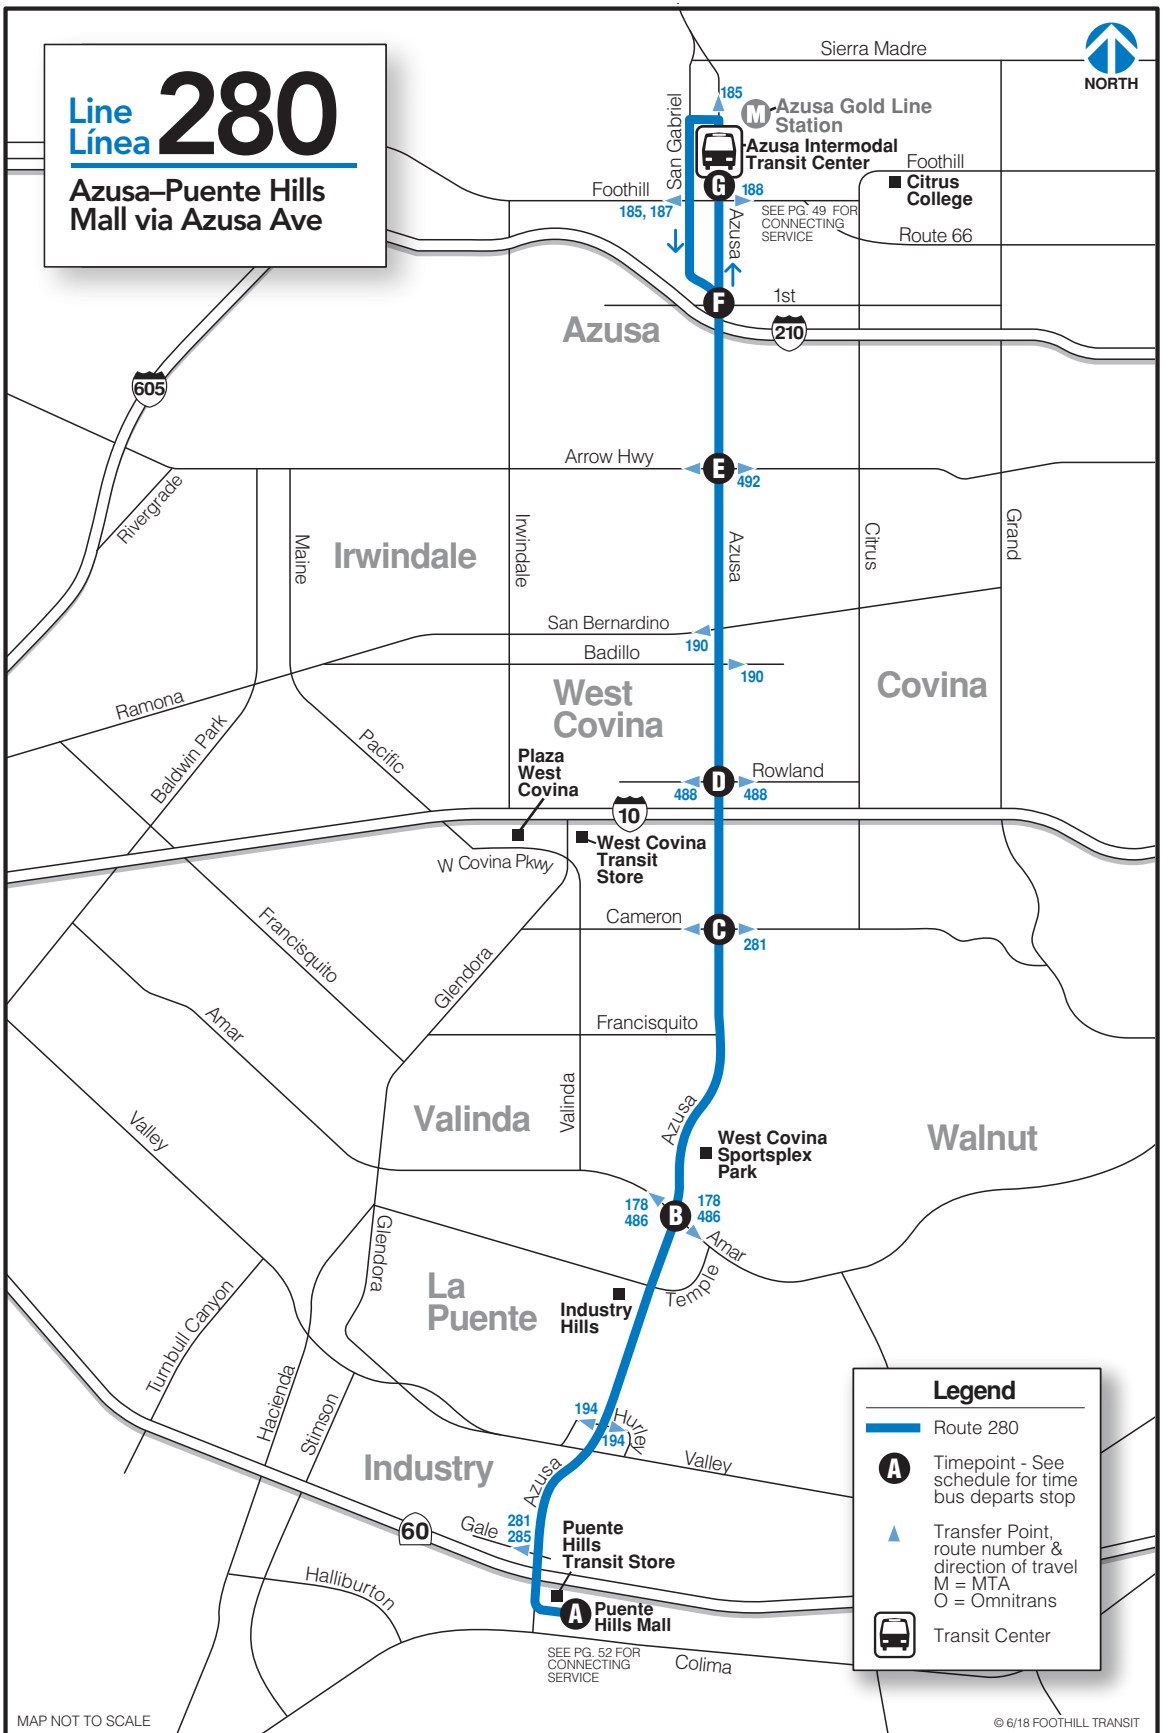 Line
Línea
280
Azusa–Puente Hills
Mall via Azusa Ave
Sierra Madre
NORTH
185
San Gabriel
M
Azusa Gold Line
Station
Azusa Intermodal
Transit Center
Foothill
Citrus
College
G
188
Foothill
185, 187
SEE PG. 49 FOR
CONNECTING
SERVICE
Azusa
Route 66
F
1st
210
Azusa
605
Arrow Hwy
E
492
Rivergrade
Maine
Irwindale
Irwindale
Azusa
Citrus
Grand
San Bernardino
190
Badillo
190
Ramona
West
Covina
Covina
Baldwin Park
Pacific
Plaza
West
Covina
D
Rowland
488
488
10
West Covina
Transit
Store
W Covina Pkwy
Cameron
C
281
Francisquito
Glendora
Amar
Francisquito
Valinda
Valinda
Azusa
Valley
West Covina
Sportsplex
Park
Walnut
178
486
B
178
486
Amar
Glendora
Temple
La
Puente
Industry
Hills
Turnbull Canyon
Hacienda
Stimson
194
Hurley
194
Valley
Industry
Azusa
60
Gale
281
285
Puente
Hills
Transit Store
Halliburton
A
Puente
Hills Mall
SEE PG. 52 FOR
CONNECTING
SERVICE
Colima
Legend
Route 280
A
Timepoint - See
schedule for time
bus departs stop
Transfer Point,
route number &
direction of travel
M = MTA
O = Omnitrans
Transit Center
MAP NOT TO SCALE
© 6/18 FOOTHILL TRANSIT